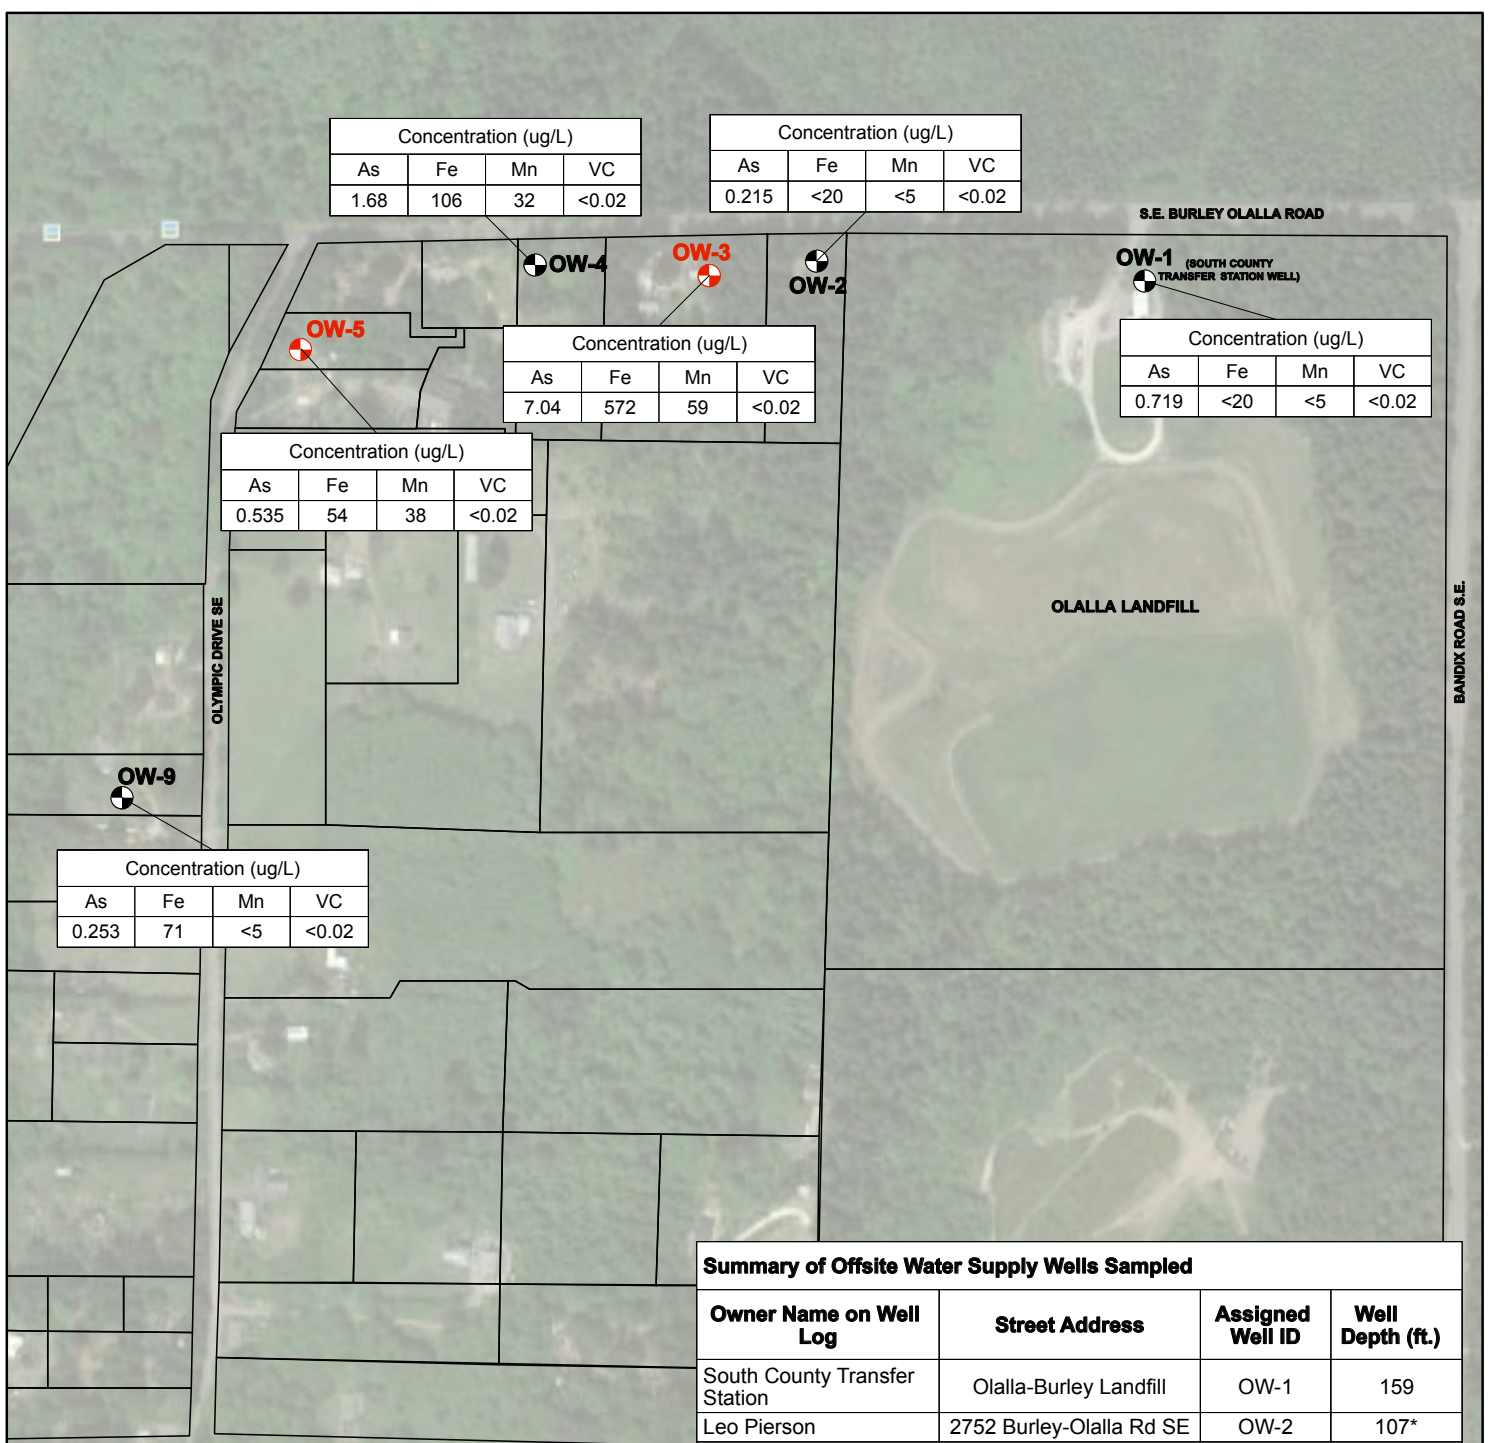 Concentration (ug/L)
As Fe Mn VC
1.68 106 32 <0.02
Concentration (ug/L)
As Fe Mn VC
0.215 <20 <5 <0.02
S.E. BURLEY OLALLA ROAD
OW-4
OW-3
OW-2
OW-1 (SOUTH COUNTY
TRANSFER STATION WELL)
OW-5
Concentration (ug/L)
As Fe Mn VC
7.04 572 59 <0.02
Concentration (ug/L)
As Fe Mn VC
0.719 <20 <5 <0.02
Concentration (ug/L)
As Fe Mn VC
0.535 54 38 <0.02
OLYMPIC DRIVE SE
OLALLA LANDFILL
BANDIX ROAD S.E.
OW-9
Concentration (ug/L)
As Fe Mn VC
0.253 71 <5 <0.02
Summary of Offsite Water Supply Wells Sampled
Owner Name on Well Log Street Address Assigned Well ID Well Depth (ft.)
South County Transfer Station Olalla-Burley Landfill OW-1 159
Leo Pierson 2752 Burley-Olalla Rd SE OW-2 107*